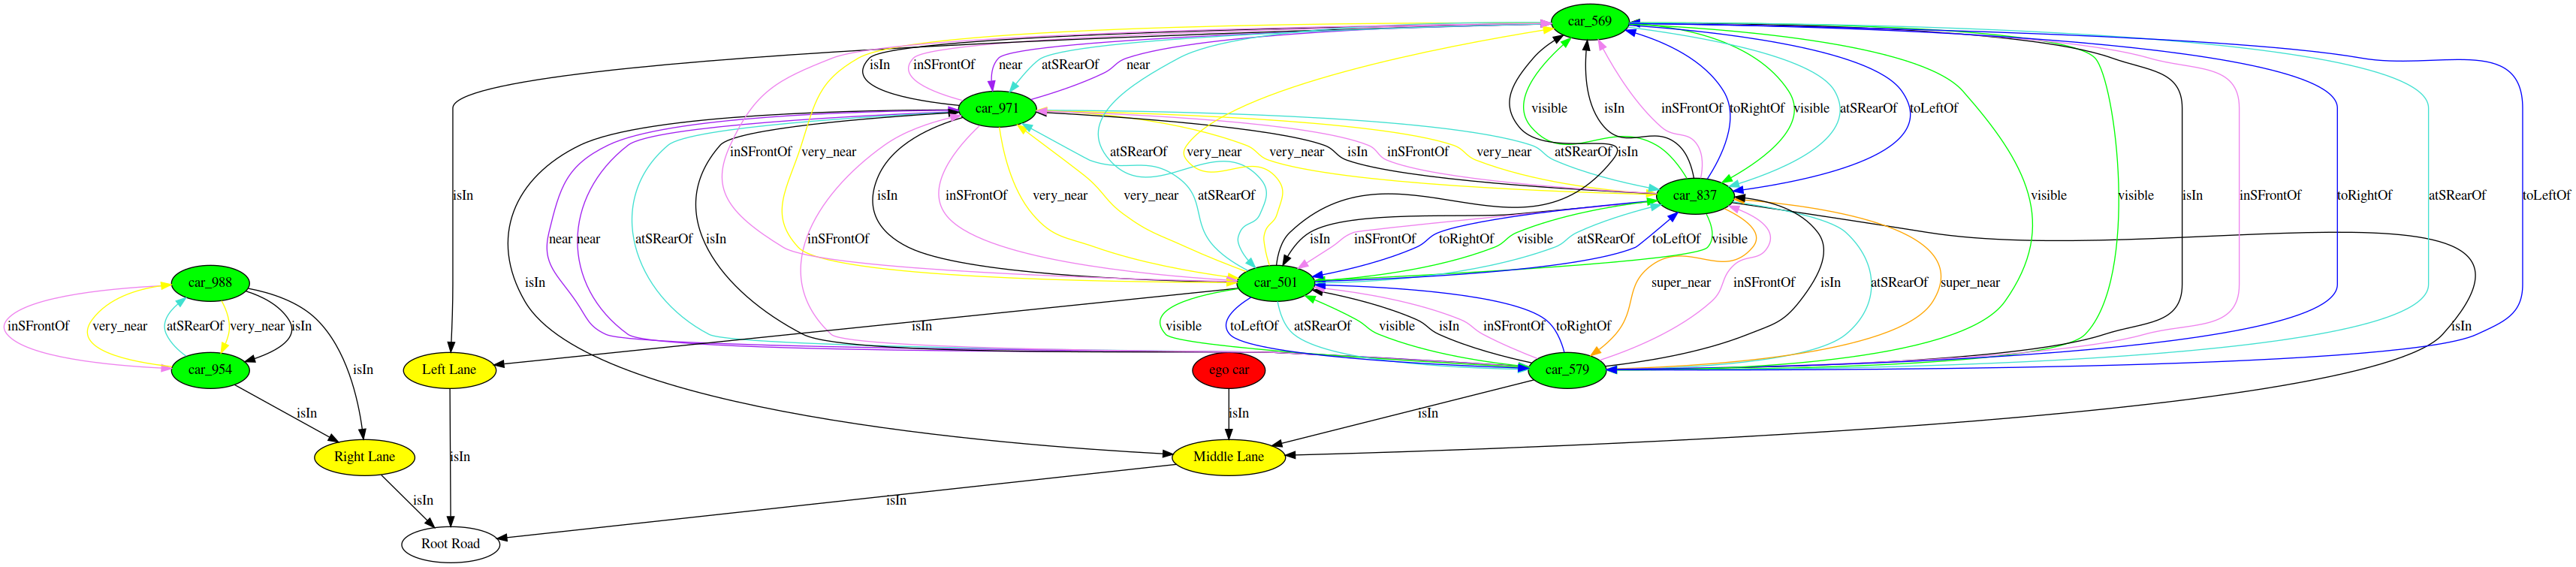 car_569
isIn inSFrontOf near atSRearOf near
car_971
visible isIn inSFrontOf toRightOf visible atSRearOf toLeftOf
inSFrontOf very_near atSRearOf very_near very_near isIn inSFrontOf very_near atSRearOf isIn
isIn isIn inSFrontOf very_near very_near atSRearOf
car_837
visible visible isIn inSFrontOf toRightOf atSRearOf toLeftOf
near near atSRearOf isIn inSFrontOf isIn inSFrontOf toRightOf visible atSRearOf toLeftOf visible
car_988
isIn
car_501
super_near inSFrontOf isIn atSRearOf super_near
inSFrontOf very_near atSRearOf very_near isIn
isIn
visible toLeftOf atSRearOf visible isIn inSFrontOf toRightOf
isIn
car_954
isIn
Left Lane
ego car
car_579
isIn
isIn
isIn
Right Lane
isIn
Middle Lane
isIn
isIn
Root Road